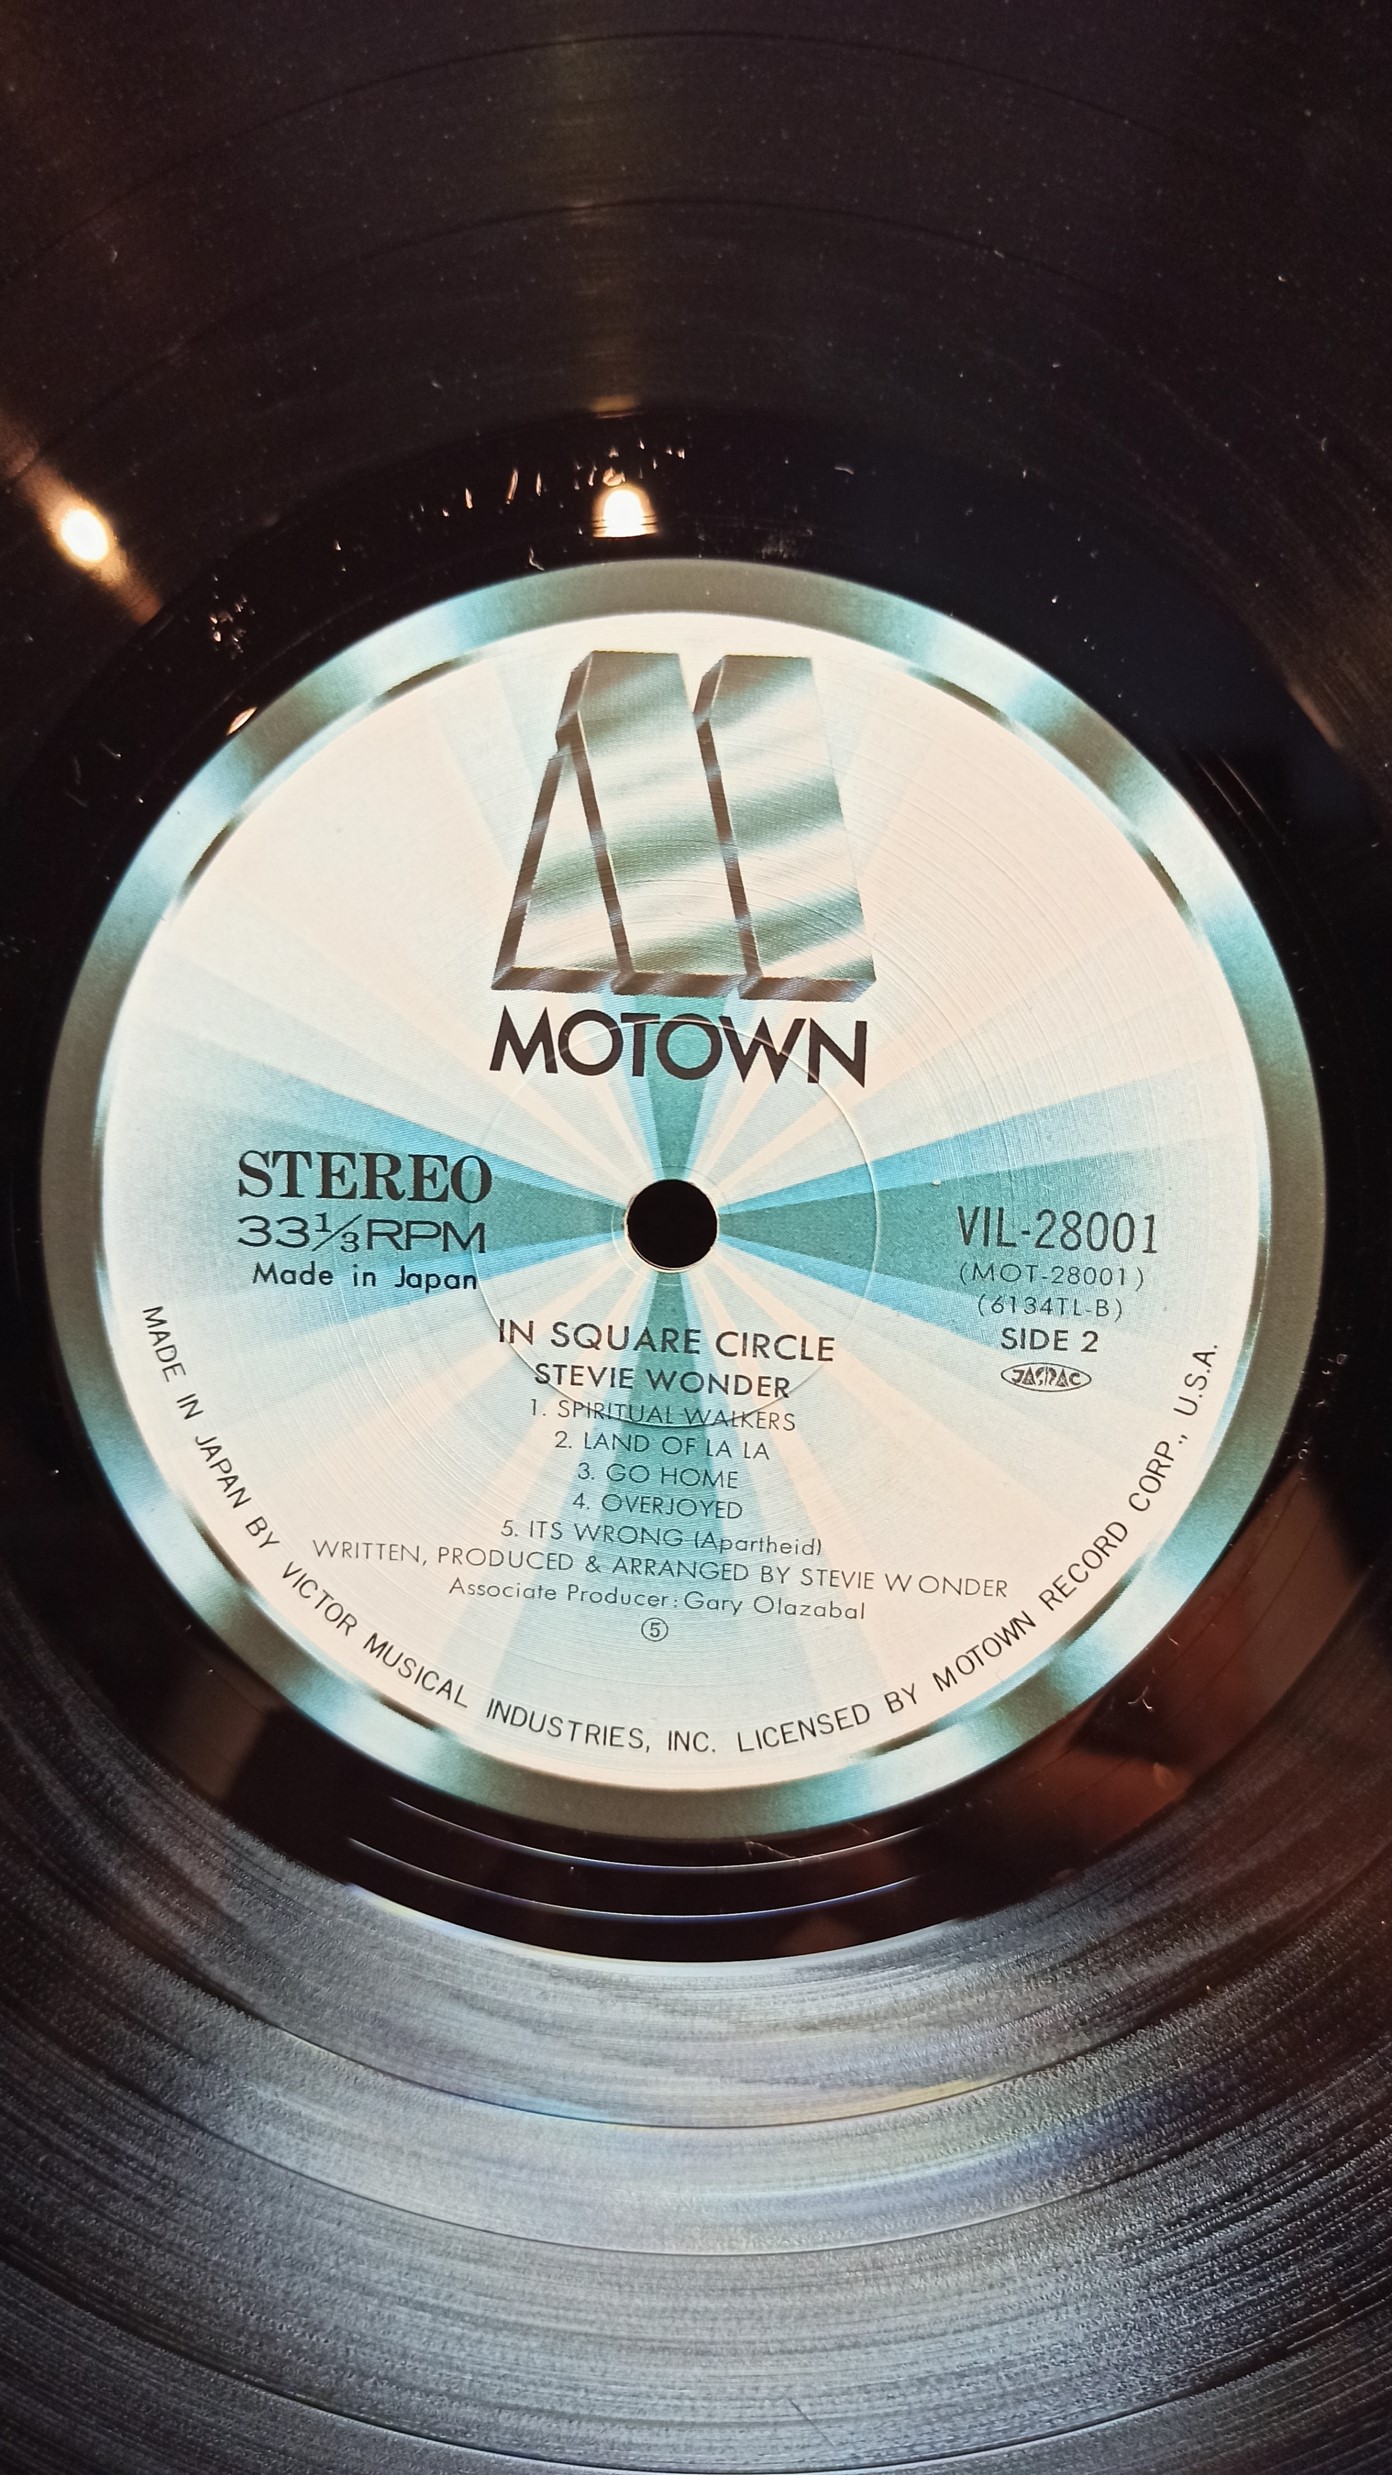 MOTOWN
STEREO
33⅓RPM
Made in Japan
VIL-28001
(MOT-28001)
(6134TL-B)
SIDE 2
JASRAC
IN SQUARE CIRCLE
STEVIE WONDER
1. SPIRITUAL WALKERS
2. LAND OF LA LA
3. GO HOME
4. OVERJOYED
5. ITS WRONG (Apartheid)
WRITTEN, PRODUCED & ARRANGED BY STEVIE WONDER
Associate Producer: Gary Olazabal
⑤
MADE IN JAPAN BY VICTOR MUSICAL INDUSTRIES, INC. LICENSED BY MOTOWN RECORD CORP., U.S.A.